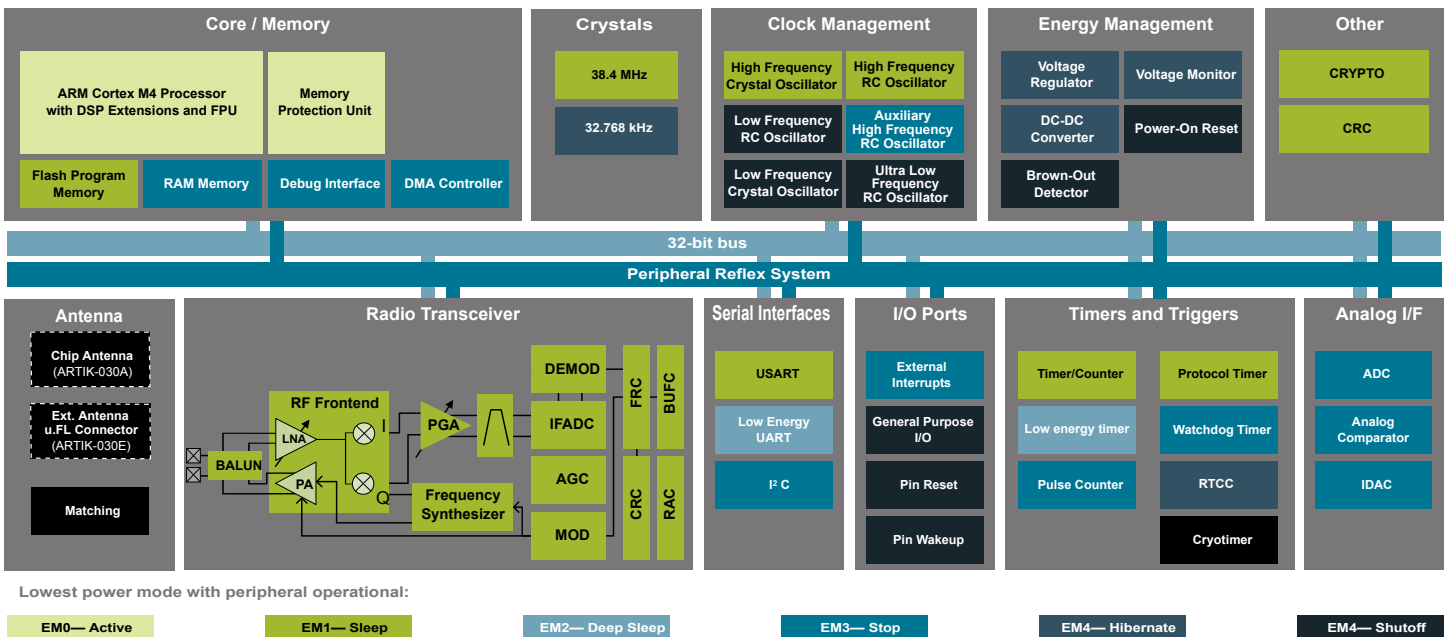 Core / Memory
ARM Cortex M4 Processor
with DSP Extensions and FPU
Memory
Protection Unit
Flash Program
Memory
RAM Memory
Debug Interface
DMA Controller
Crystals
38.4 MHz
32.768 kHz
Clock Management
High Frequency
Crystal Oscillator
High Frequency
RC Oscillator
Low Frequency
RC Oscillator
Auxiliary
High Frequency
RC Oscillator
Low Frequency
Crystal Oscillator
Ultra Low
Frequency
RC Oscillator
Energy Management
Voltage
Regulator
Voltage Monitor
DC-DC
Converter
Power-On Reset
Brown-Out
Detector
Other
CRYPTO
CRC
32-bit bus
Peripheral Reflex System
Antenna
Chip Antenna
(ARTIK-030A)
Ext. Antenna
u.FL Connector
(ARTIK-030E)
Matching
Radio Transceiver
BALUN
RF Frontend
LNA
PA
I
Q
PGA
Frequency
Synthesizer
DEMOD
IFADC
AGC
MOD
FRC
BUFC
CRC
RAC
Serial Interfaces
USART
Low Energy
UART
I² C
I/O Ports
External
Interrupts
General Purpose
I/O
Pin Reset
Pin Wakeup
Timers and Triggers
Timer/Counter
Protocol Timer
Low energy timer
Watchdog Timer
Pulse Counter
RTCC
Cryotimer
Analog I/F
ADC
Analog
Comparator
IDAC
Lowest power mode with peripheral operational:
EM0— Active
EM1— Sleep
EM2— Deep Sleep
EM3— Stop
EM4— Hibernate
EM4— Shutoff